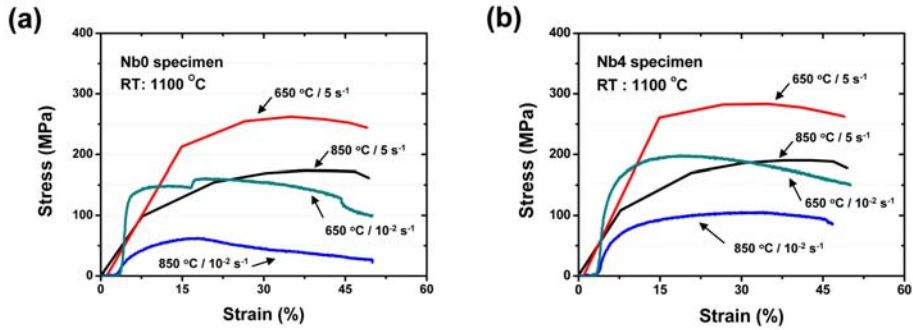 (a)
Nb0 specimen
RT: 1100 °C
650 °C / 5 s⁻¹
850 °C / 5 s⁻¹
650 °C / 10⁻² s⁻¹
850 °C / 10⁻² s⁻¹
Stress (MPa)
400
300
200
100
0
0 15 30 45 60
Strain (%)
(b)
Nb4 specimen
RT : 1100 °C
650 °C / 5 s⁻¹
850 °C / 5 s⁻¹
650 °C / 10⁻² s⁻¹
850 °C / 10⁻² s⁻¹
Stress (MPa)
400
300
200
100
0
0 15 30 45 60
Strain (%)